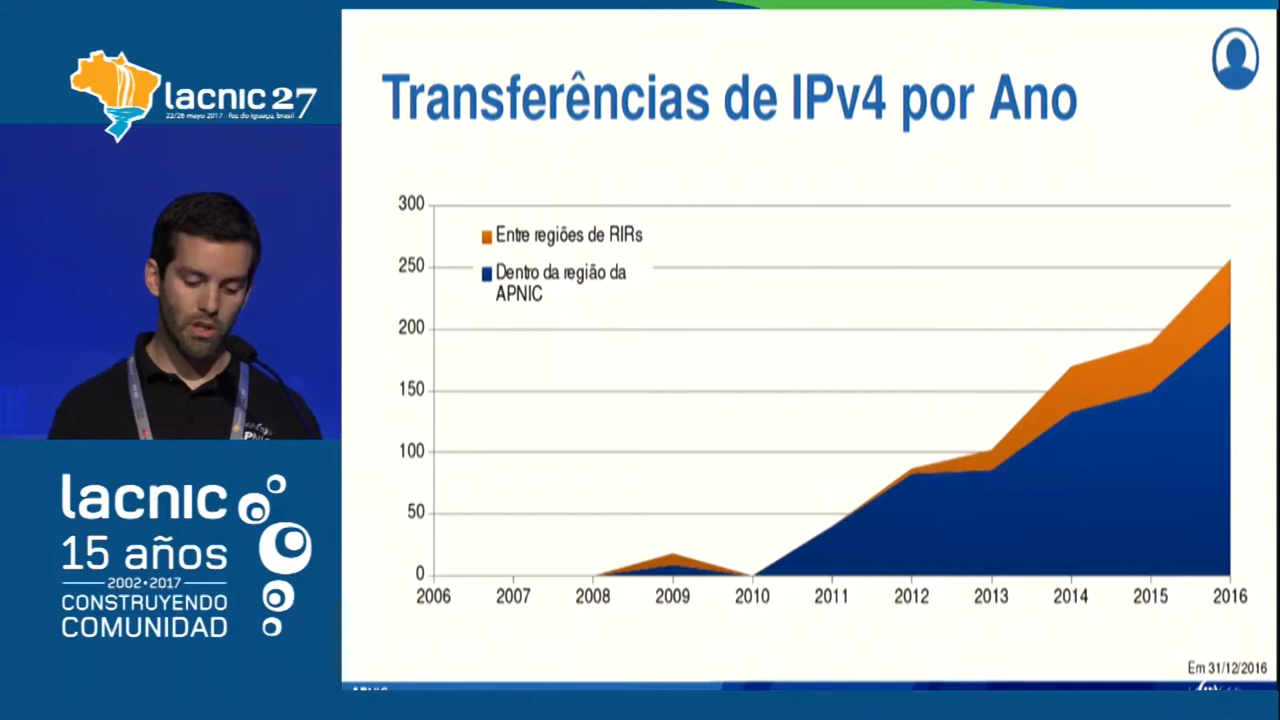 lacnic 27
22/26 mayo 2017 - foz do iguaçu, brasil
lacnic
15 años
2002•2017
CONSTRUYENDO
COMUNIDAD
Transferências de IPv4 por Ano
300
250
200
150
100
50
0
Entre regiões de RIRs
Dentro da região da
APNIC
2006 2007 2008 2009 2010 2011 2012 2013 2014 2015 2016
Em 31/12/2016